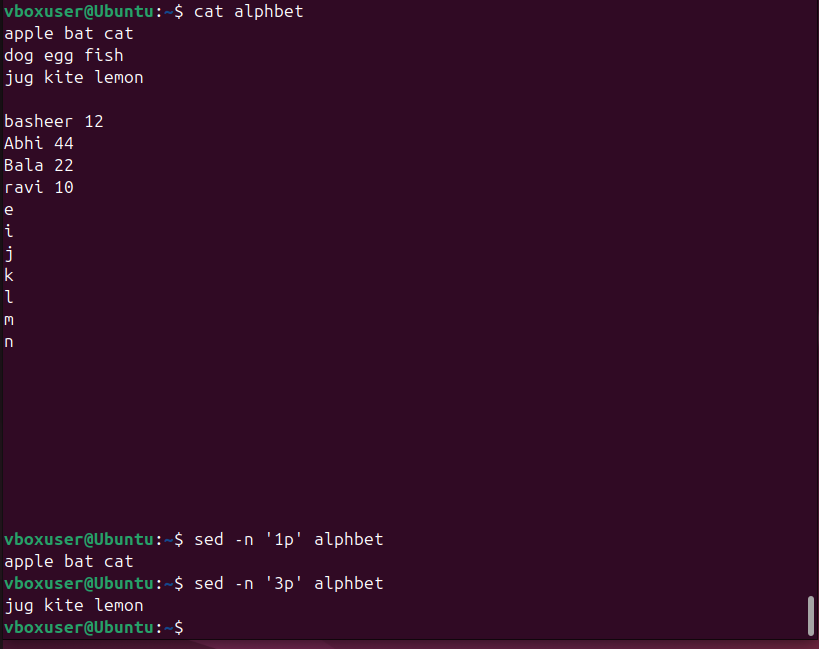 vboxuser@Ubuntu:~$ cat alphbet
apple bat cat
dog egg fish
jug kite lemon
basheer 12
Abhi 44
Bala 22
ravi 10
e
i
j
k
l
m
n
vboxuser@Ubuntu:~$ sed -n '1p' alphbet
apple bat cat
vboxuser@Ubuntu:~$ sed -n '3p' alphbet
jug kite lemon
vboxuser@Ubuntu:~$